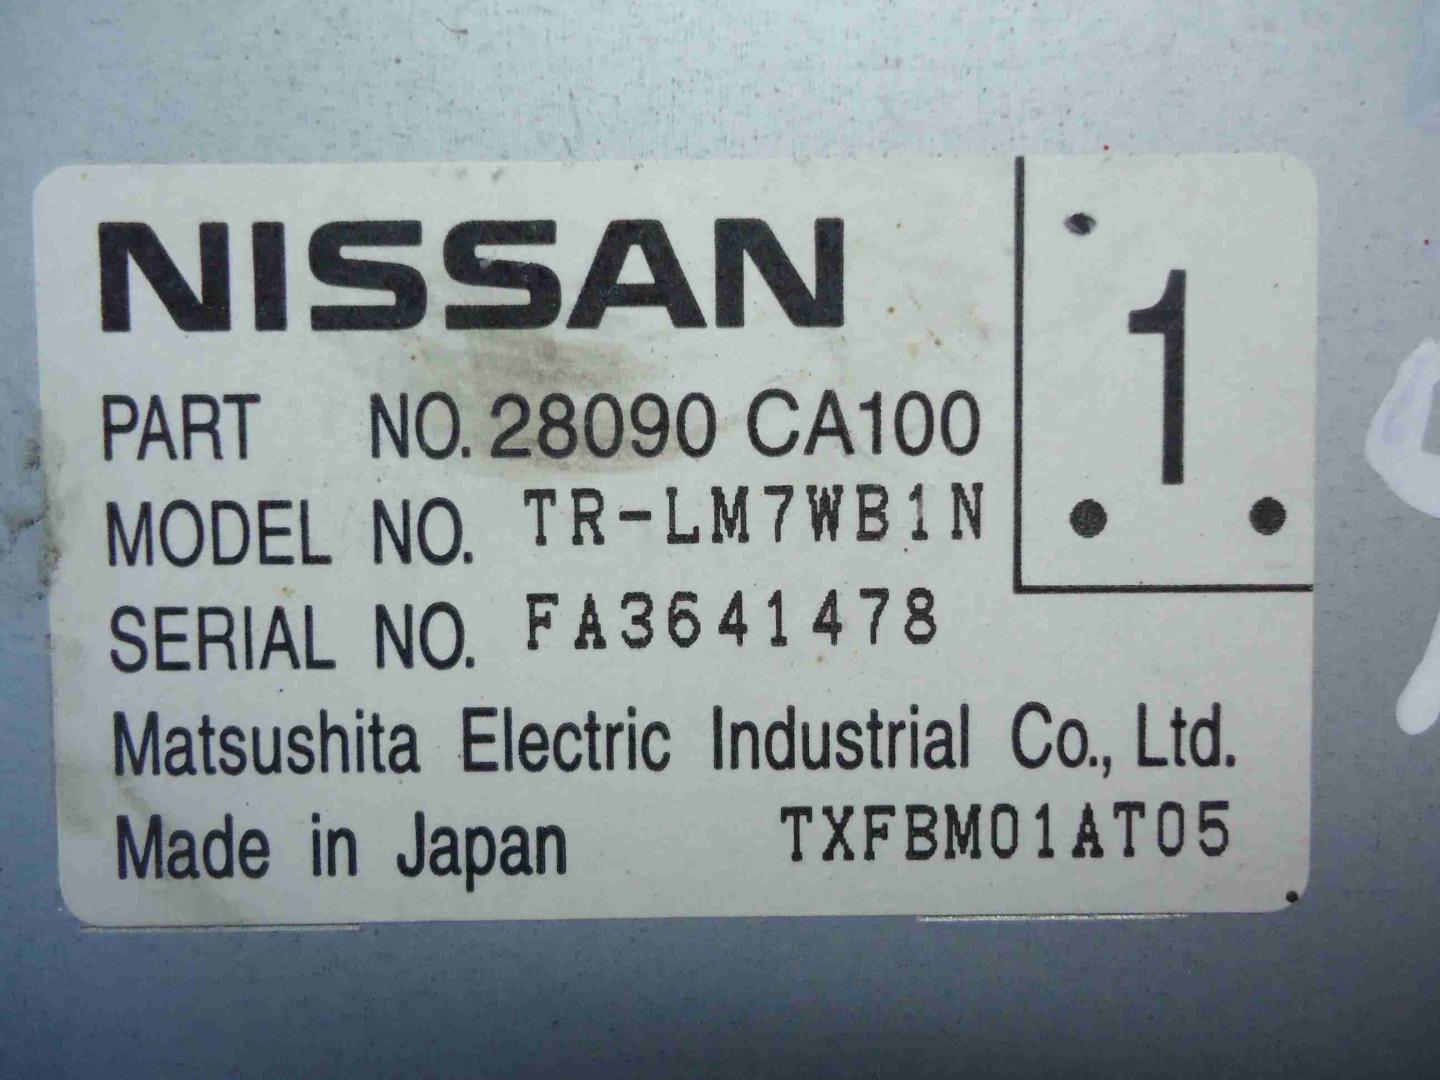 NISSAN
1
PART NO. 28090 CA100
MODEL NO. TR-LM7WB1N
SERIAL NO. FA3641478
Matsushita Electric Industrial Co., Ltd.
Made in Japan TXFBM01AT05